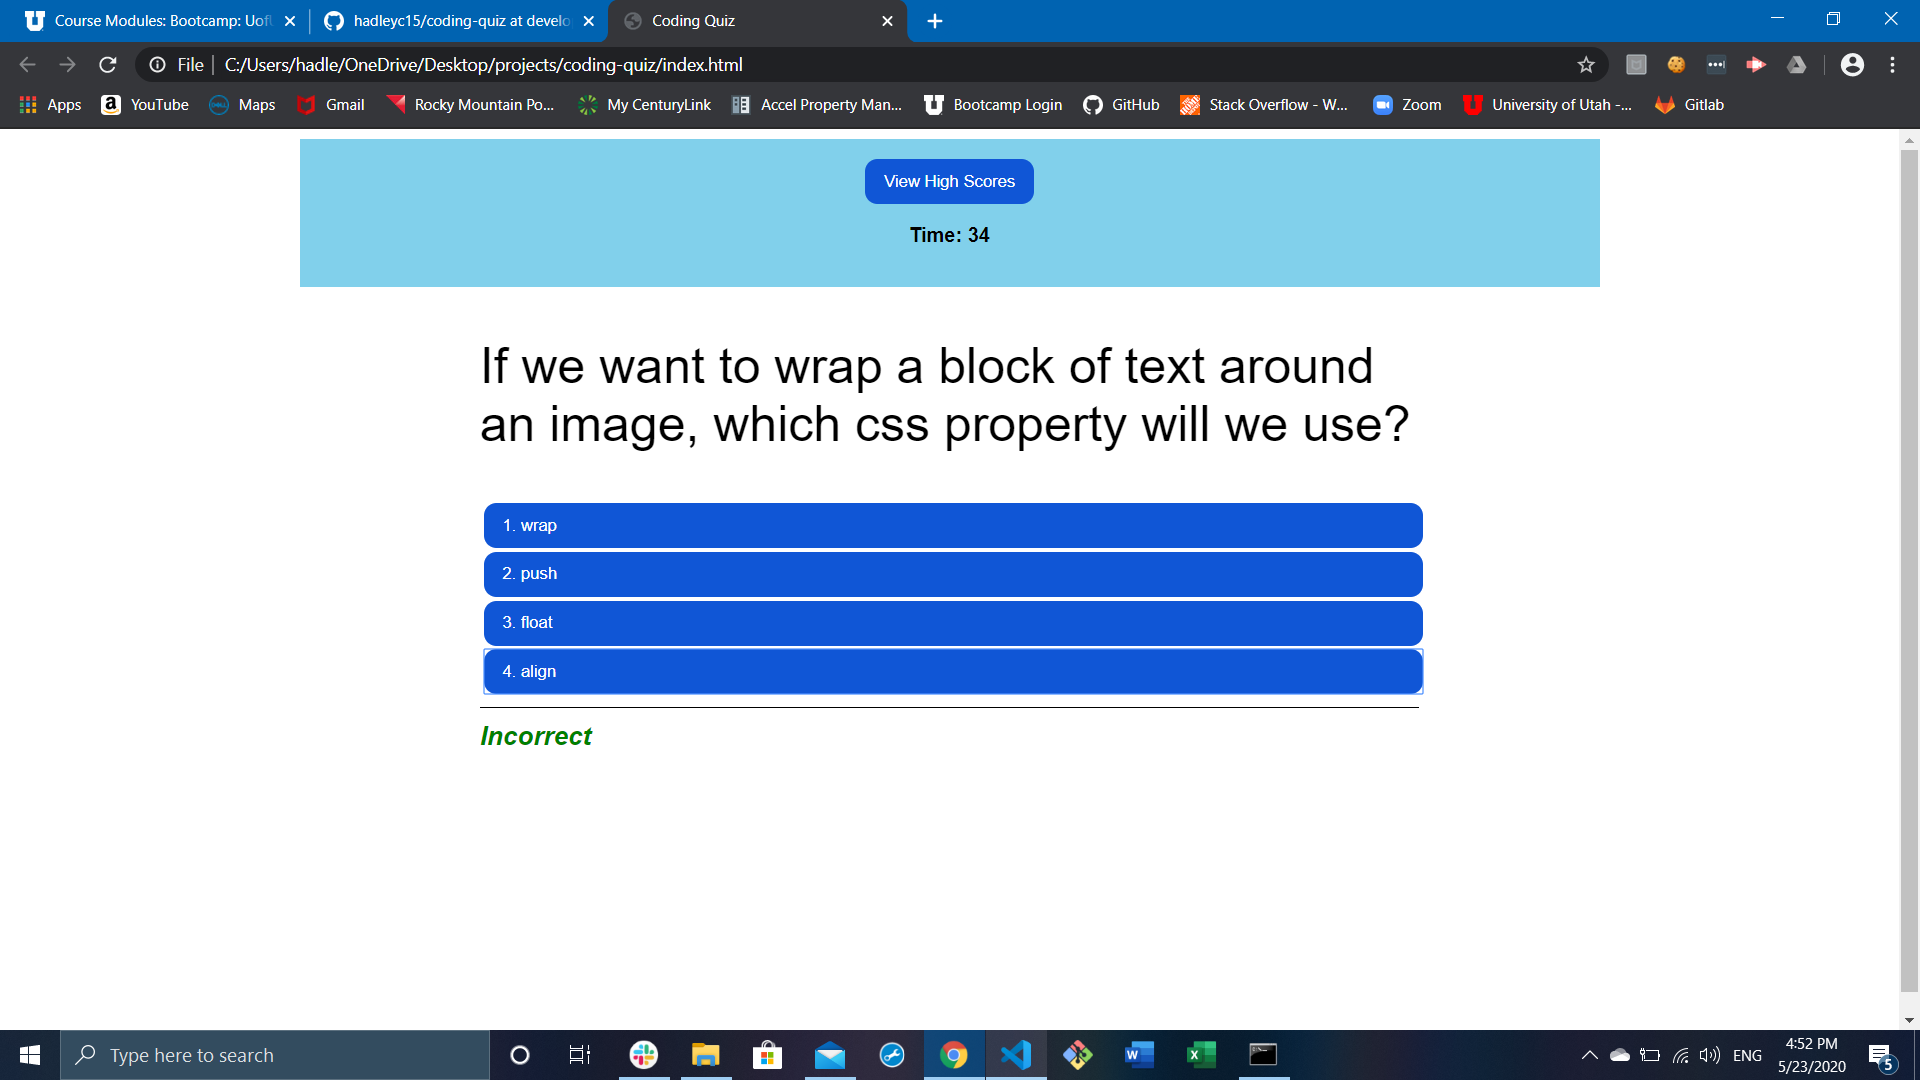 Course Modules: Bootcamp: Uof
hadleyc15/coding-quiz at develo
Coding Quiz
File
C:/Users/hadle/OneDrive/Desktop/projects/coding-quiz/index.html
Apps
YouTube
Maps
Gmail
Rocky Mountain Po...
My CenturyLink
Accel Property Man...
Bootcamp Login
GitHub
Stack Overflow - W...
Zoom
University of Utah -...
Gitlab
View High Scores
Time: 34
If we want to wrap a block of text around
an image, which css property will we use?
1. wrap
2. push
3. float
4. align
Incorrect
Type here to search
ENG
4:52 PM
5/23/2020
5